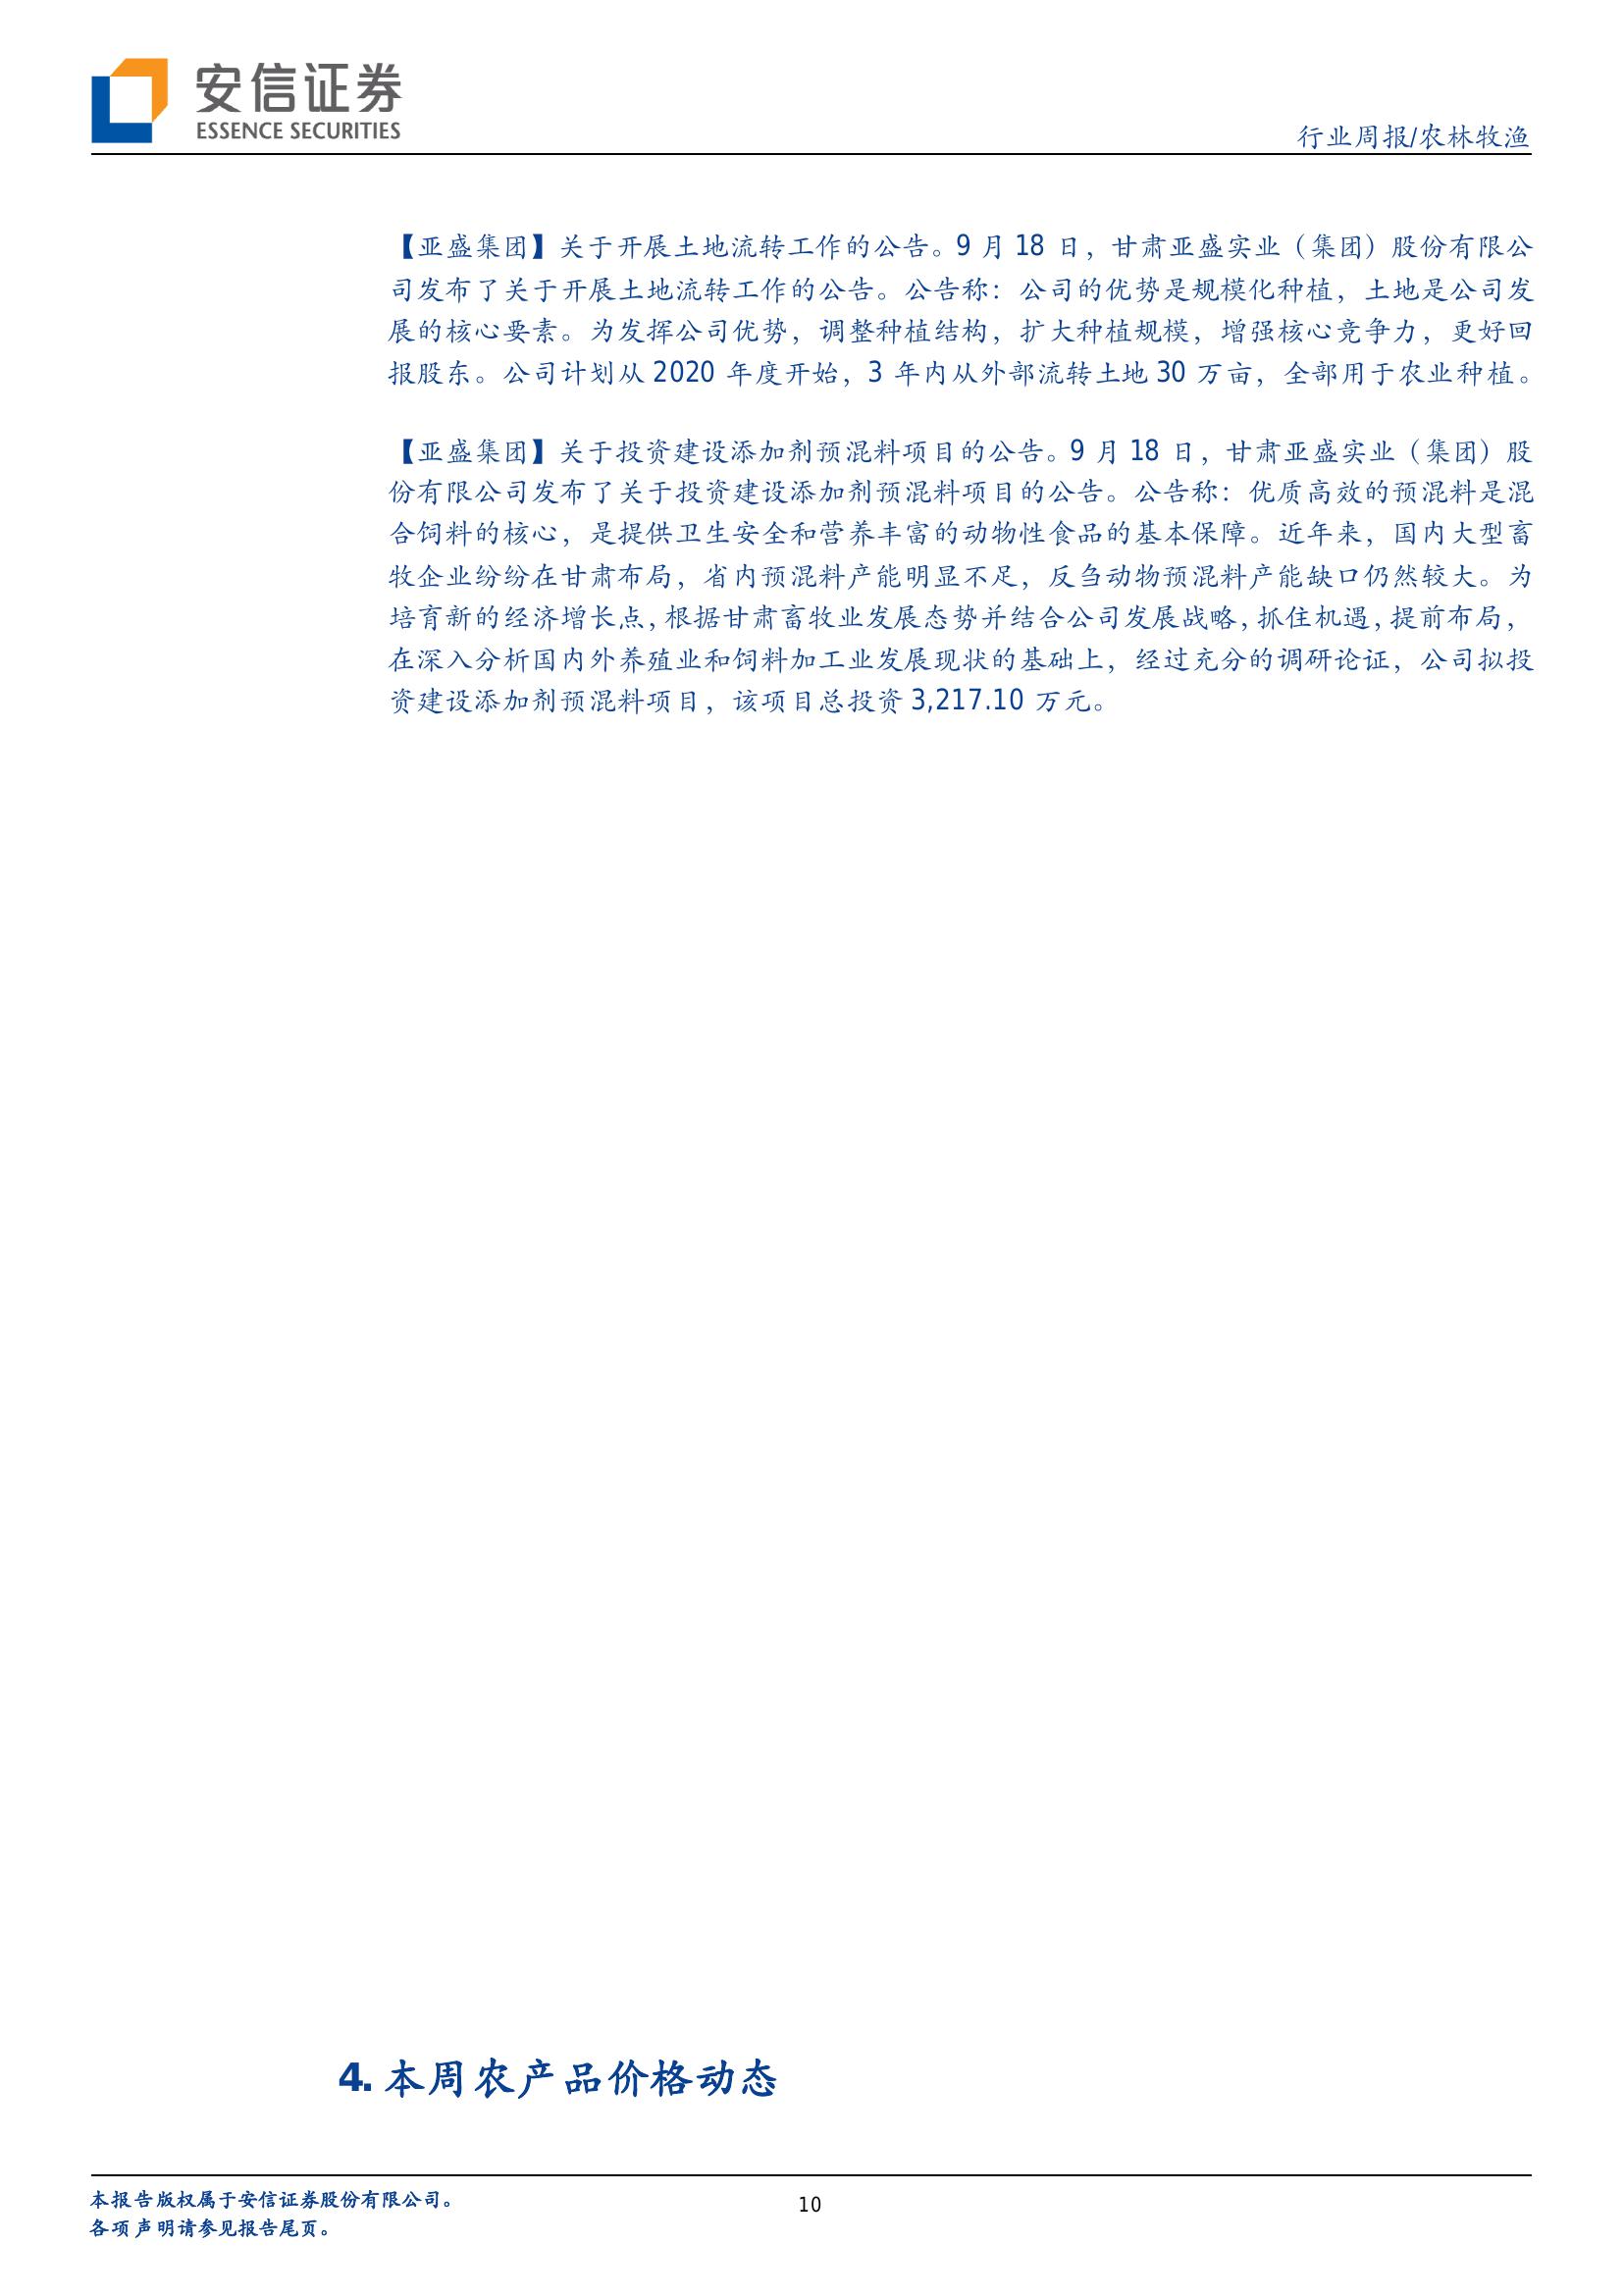 安信证券
ESSENCE SECURITIES
行业周报/农林牧渔
【亚盛集团】关于开展土地流转工作的公告。9 月 18 日，甘肃亚盛实业（集团）股份有限公
司发布了关于开展土地流转工作的公告。公告称：公司的优势是规模化种植，土地是公司发
展的核心要素。为发挥公司优势，调整种植结构，扩大种植规模，增强核心竞争力，更好回
报股东。公司计划从 2020 年度开始，3 年内从外部流转土地 30 万亩，全部用于农业种植。
【亚盛集团】关于投资建设添加剂预混料项目的公告。9 月 18 日，甘肃亚盛实业（集团）股
份有限公司发布了关于投资建设添加剂预混料项目的公告。公告称：优质高效的预混料是混
合饲料的核心，是提供卫生安全和营养丰富的动物性食品的基本保障。近年来，国内大型畜
牧企业纷纷在甘肃布局，省内预混料产能明显不足，反刍动物预混料产能缺口仍然较大。为
培育新的经济增长点，根据甘肃畜牧业发展态势并结合公司发展战略，抓住机遇，提前布局，
在深入分析国内外养殖业和饲料加工业发展现状的基础上，经过充分的调研论证，公司拟投
资建设添加剂预混料项目，该项目总投资 3,217.10 万元。
4. 本周农产品价格动态
本报告版权属于安信证券股份有限公司。
各项声明请参见报告尾页。
10